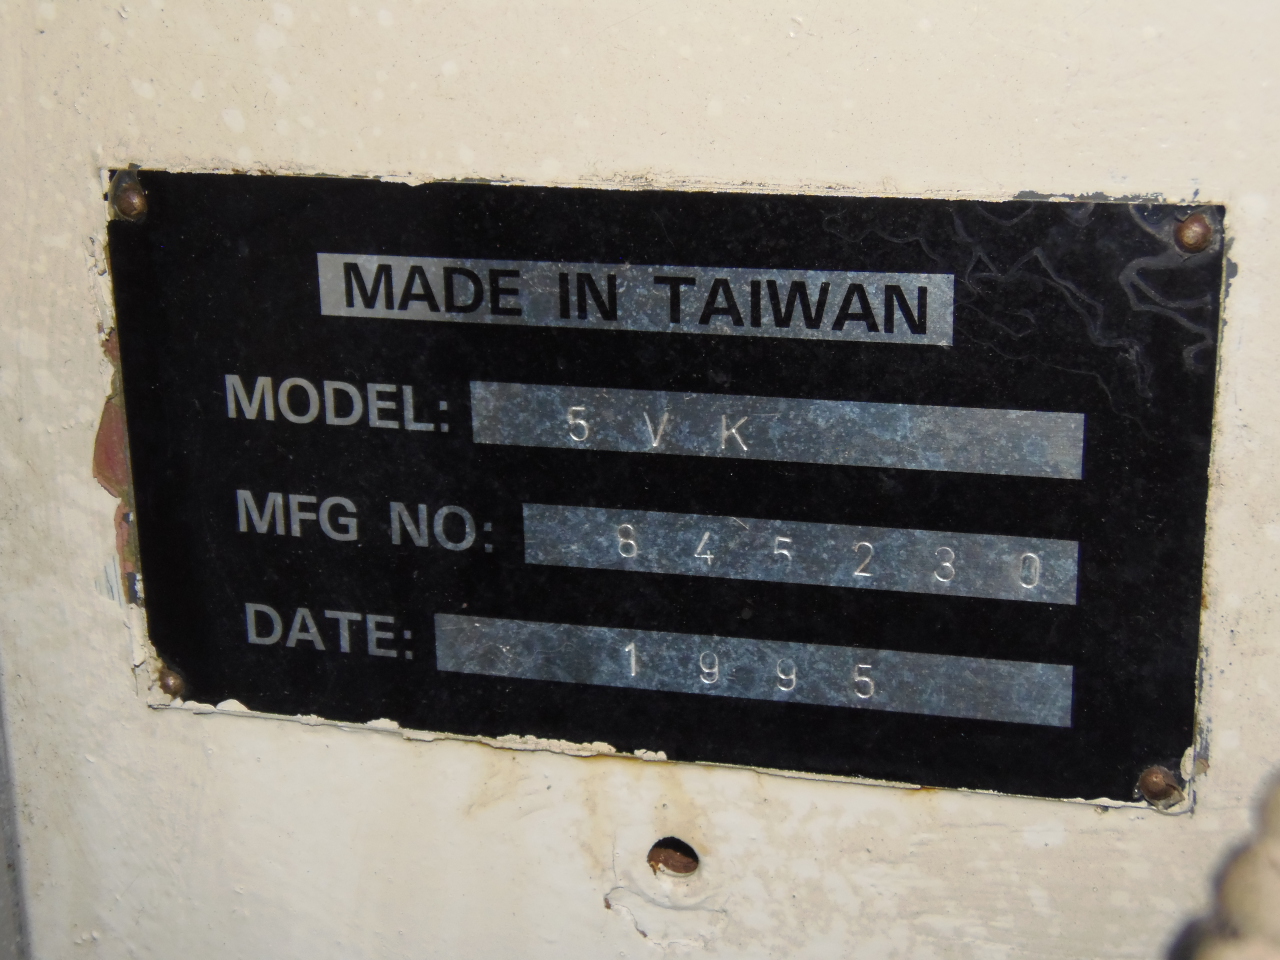 MADE IN TAIWAN
MODEL: 5VK
MFG NO: 845230
DATE: 1995